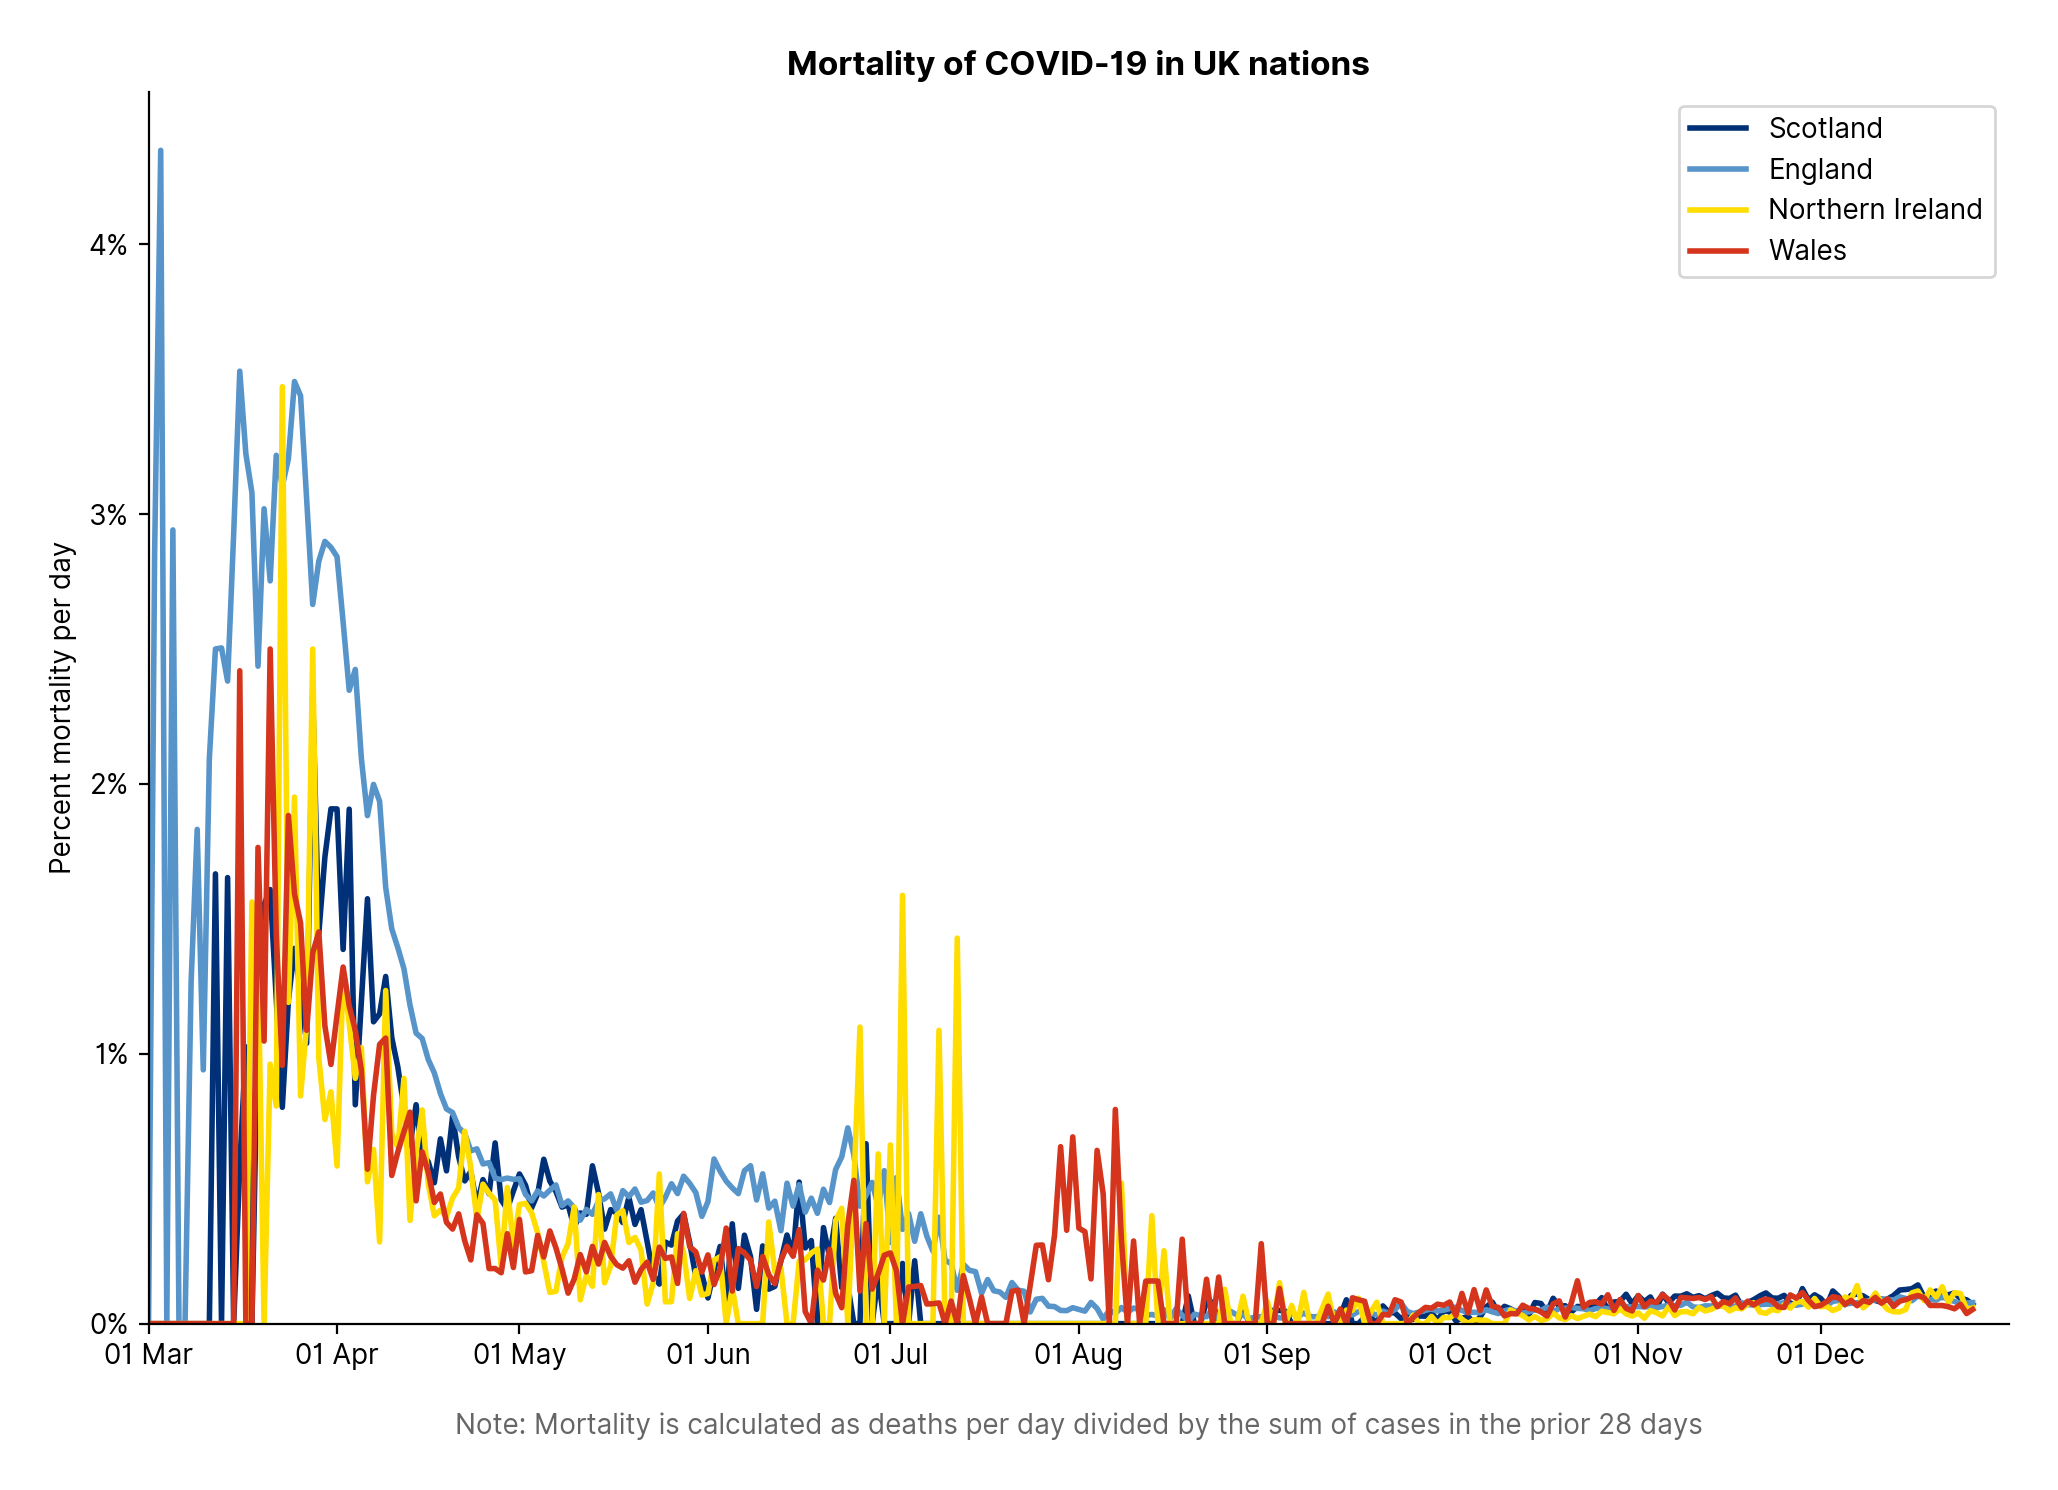 Mortality of COVID-19 in UK nations
Scotland
England
Northern Ireland
Wales
Percent mortality per day
4%
3%
2%
1%
0%
01 Mar
01 Apr
01 May
01 Jun
01 Jul
01 Aug
01 Sep
01 Oct
01 Nov
01 Dec
Note: Mortality is calculated as deaths per day divided by the sum of cases in the prior 28 days